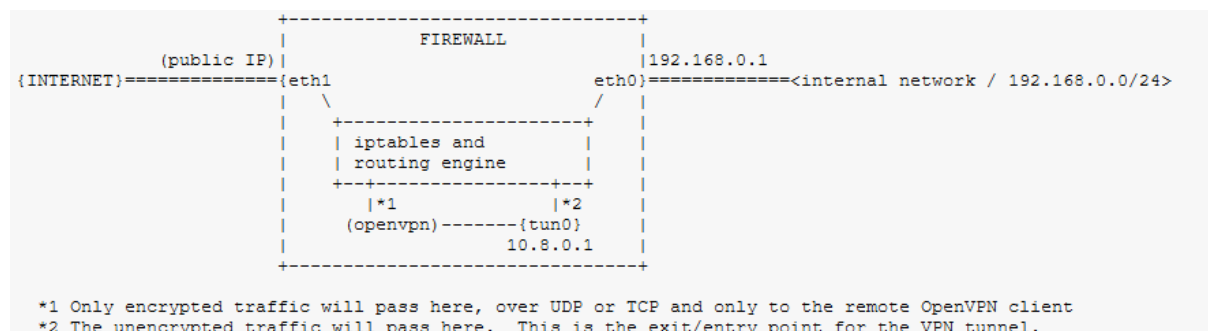 +-------------------------------+
|                FIREWALL                |
(public IP)|                                |192.168.0.1
{INTERNET}=============={eth1                          eth0}=============<internal network / 192.168.0.0/24>
|    \                          /    |
|     +----------------------+     |
|     | iptables and         |     |
|     | routing engine       |     |
|     +--+----------------+--+     |
|        |*1              |*2      |
|     (openvpn)-------{tun0}       |
|                    10.8.0.1      |
+-------------------------------+
*1 Only encrypted traffic will pass here, over UDP or TCP and only to the remote OpenVPN client
*2 The unencrypted traffic will pass here.  This is the exit/entry point for the VPN tunnel.